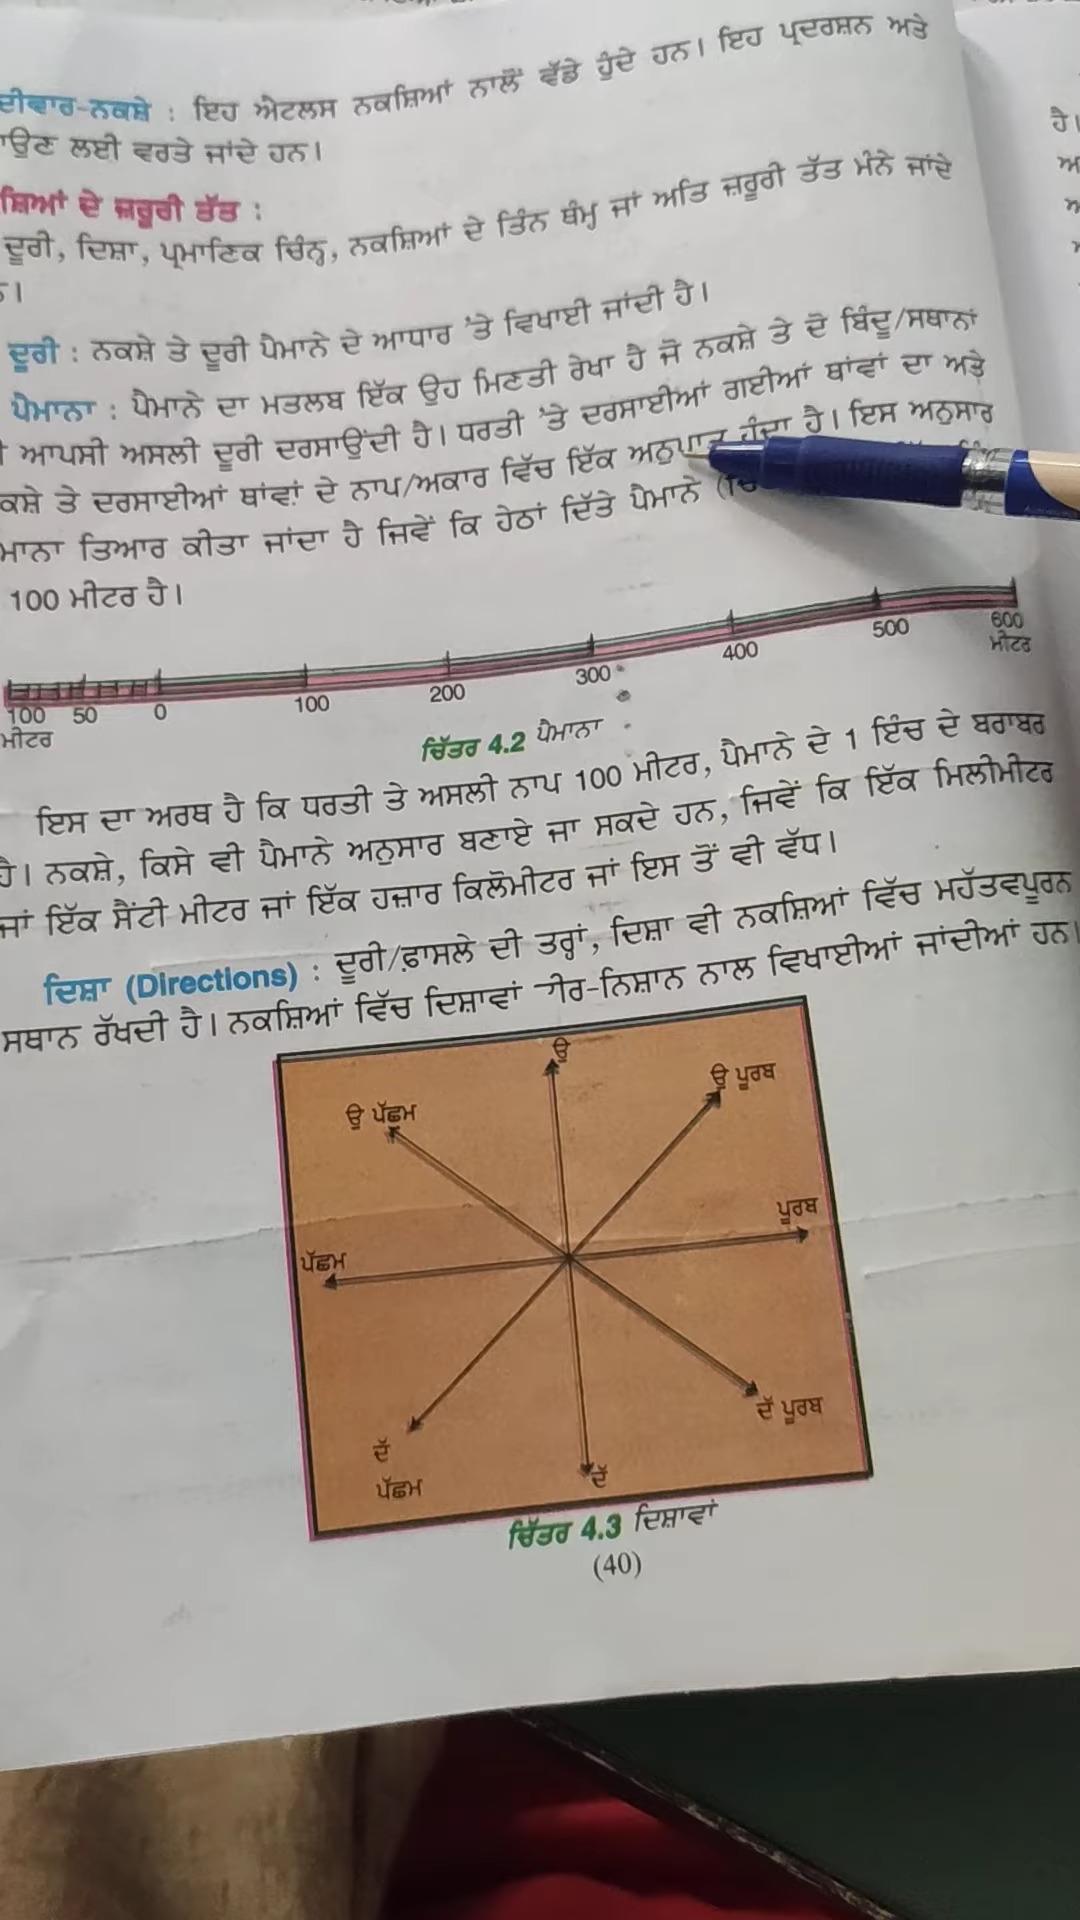 ਦੀਵਾਰ-ਨਕਸ਼ੇ : ਇਹ ਐਟਲਸ ਨਕਸ਼ਿਆਂ ਨਾਲੋਂ ਵੱਡੇ ਹੁੰਦੇ ਹਨ। ਇਹ ਪ੍ਰਦਰਸ਼ਨ ਅਤੇ
ਾਉਣ ਲਈ ਵਰਤੇ ਜਾਂਦੇ ਹਨ।
ਸ਼ਿਆਂ ਦੇ ਜ਼ਰੂਰੀ ਤੱਤ :
ਦੂਰੀ, ਦਿਸ਼ਾ, ਪ੍ਰਮਾਣਿਕ ਚਿੰਨ੍ਹ, ਨਕਸ਼ਿਆਂ ਦੇ ਤਿੰਨ ਥੰਮ੍ਹ ਜਾਂ ਅਤਿ ਜ਼ਰੂਰੀ ਤੱਤ ਮੰਨੇ ਜਾਂਦੇ
ਦੂਰੀ : ਨਕਸ਼ੇ ਤੇ ਦੂਰੀ ਪੈਮਾਨੇ ਦੇ ਆਧਾਰ 'ਤੇ ਵਿਖਾਈ ਜਾਂਦੀ ਹੈ।
ਪੈਮਾਨਾ : ਪੈਮਾਨੇ ਦਾ ਮਤਲਬ ਇੱਕ ਉਹ ਮਿਣਤੀ ਰੇਖਾ ਹੈ ਜੋ ਨਕਸ਼ੇ ਤੇ ਦੋ ਬਿੰਦੂ/ਸਥਾਨਾਂ
ਆਪਸੀ ਅਸਲੀ ਦੂਰੀ ਦਰਸਾਉਂਦੀ ਹੈ। ਧਰਤੀ 'ਤੇ ਦਰਸਾਈਆਂ ਗਈਆਂ ਥਾਂਵਾਂ ਦਾ ਅਤੇ
ਕਸ਼ੇ ਤੇ ਦਰਸਾਈਆਂ ਥਾਂਵਾਂ ਦੇ ਨਾਪ/ਅਕਾਰ ਵਿੱਚ ਇੱਕ ਅਨੁਪਾਤ ਹੁੰਦਾ ਹੈ। ਇਸ ਅਨੁਸਾਰ
ਮਾਨਾ ਤਿਆਰ ਕੀਤਾ ਜਾਂਦਾ ਹੈ ਜਿਵੇਂ ਕਿ ਹੇਠਾਂ ਦਿੱਤੇ ਪੈਮਾਨੇ
100 ਮੀਟਰ ਹੈ।
100 50 0 100 200 300 400 500 600
ਮੀਟਰ ਮੀਟਰ
ਚਿੱਤਰ 4.2 ਪੈਮਾਨਾ
ਇਸ ਦਾ ਅਰਥ ਹੈ ਕਿ ਧਰਤੀ ਤੇ ਅਸਲੀ ਨਾਪ 100 ਮੀਟਰ, ਪੈਮਾਨੇ ਦੇ 1 ਇੰਚ ਦੇ ਬਰਾਬਰ
ਹੈ। ਨਕਸ਼ੇ, ਕਿਸੇ ਵੀ ਪੈਮਾਨੇ ਅਨੁਸਾਰ ਬਣਾਏ ਜਾ ਸਕਦੇ ਹਨ, ਜਿਵੇਂ ਕਿ ਇੱਕ ਮਿਲੀਮੀਟਰ
ਜਾਂ ਇੱਕ ਸੈਂਟੀ ਮੀਟਰ ਜਾਂ ਇੱਕ ਹਜ਼ਾਰ ਕਿਲੋਮੀਟਰ ਜਾਂ ਇਸ ਤੋਂ ਵੀ ਵੱਧ।
ਦਿਸ਼ਾ (Directions) : ਦੂਰੀ/ਫ਼ਾਸਲੇ ਦੀ ਤਰ੍ਹਾਂ, ਦਿਸ਼ਾ ਵੀ ਨਕਸ਼ਿਆਂ ਵਿੱਚ ਮਹੱਤਵਪੂਰਨ
ਸਥਾਨ ਰੱਖਦੀ ਹੈ। ਨਕਸ਼ਿਆਂ ਵਿੱਚ ਦਿਸ਼ਾਵਾਂ ਤੀਰ-ਨਿਸ਼ਾਨ ਨਾਲ ਵਿਖਾਈਆਂ ਜਾਂਦੀਆਂ ਹਨ।
ਉ
ਉ ਪੂਰਬ
ਉ ਪੱਛਮ
ਪੂਰਬ
ਪੱਛਮ
ਦੱ ਪੂਰਬ
ਦੱ
ਪੱਛਮ
ਦੱ
ਚਿੱਤਰ 4.3 ਦਿਸ਼ਾਵਾਂ
(40)